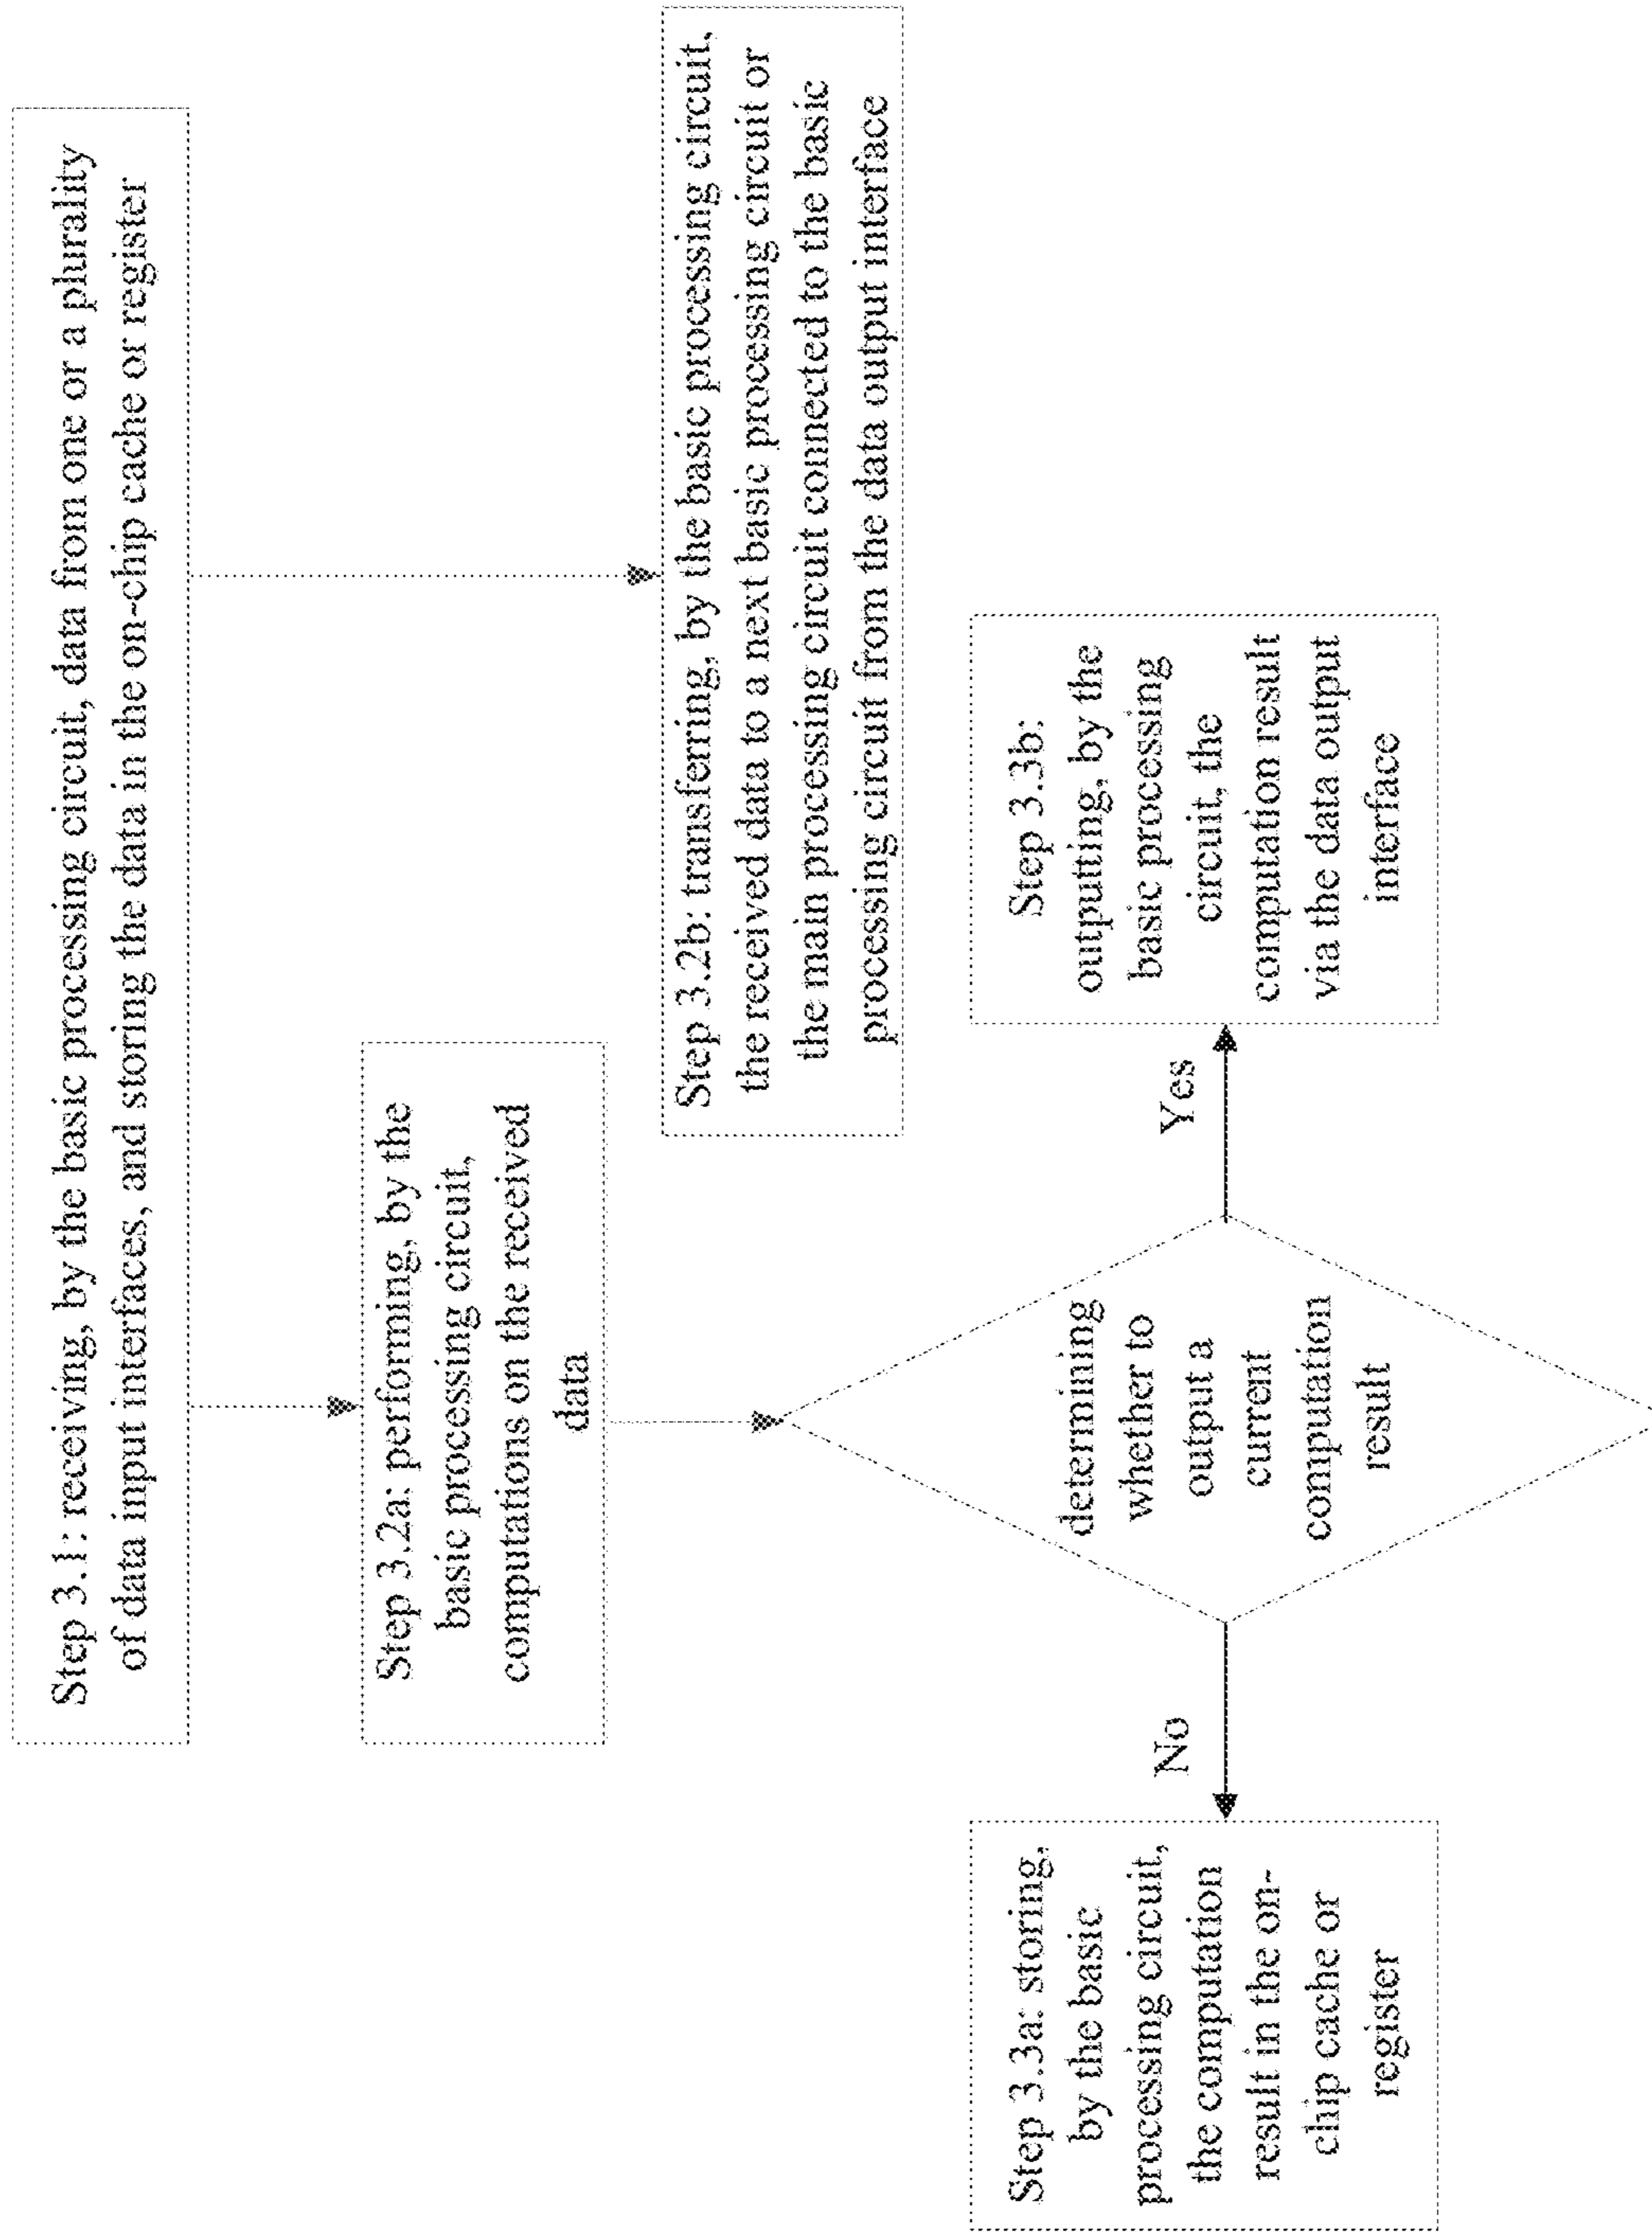 Step 3.1: receiving, by the basic processing circuit, data from one or a plurality
of data input interfaces, and storing the data in the on-chip cache or register
Step 3.2a: performing, by the
basic processing circuit,
computations on the received
data
Step 3.2b: transferring, by the basic processing circuit,
the received data to a next basic processing circuit or
the main processing circuit connected to the basic
processing circuit from the data output interface
determining
whether to
output a
current
computation
result
No
Yes
Step 3.3a: storing,
by the basic
processing circuit,
the computation
result in the on-
chip cache or
register
Step 3.3b:
outputting, by the
basic processing
circuit, the
computation result
via the data output
interface